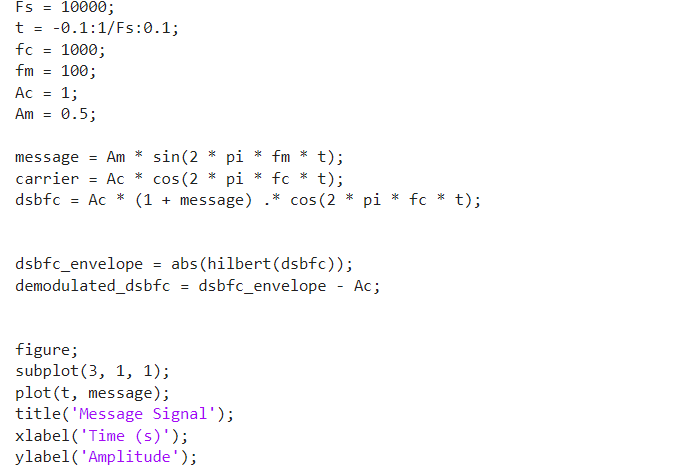 Fs = 10000;
t = -0.1:1/Fs:0.1;
fc = 1000;
fm = 100;
Ac = 1;
Am = 0.5;
message = Am * sin(2 * pi * fm * t);
carrier = Ac * cos(2 * pi * fc * t);
dsbfc = Ac * (1 + message) .* cos(2 * pi * fc * t);
dsbfc_envelope = abs(hilbert(dsbfc));
demodulated_dsbfc = dsbfc_envelope - Ac;
figure;
subplot(3, 1, 1);
plot(t, message);
title('Message Signal');
xlabel('Time (s)');
ylabel('Amplitude');